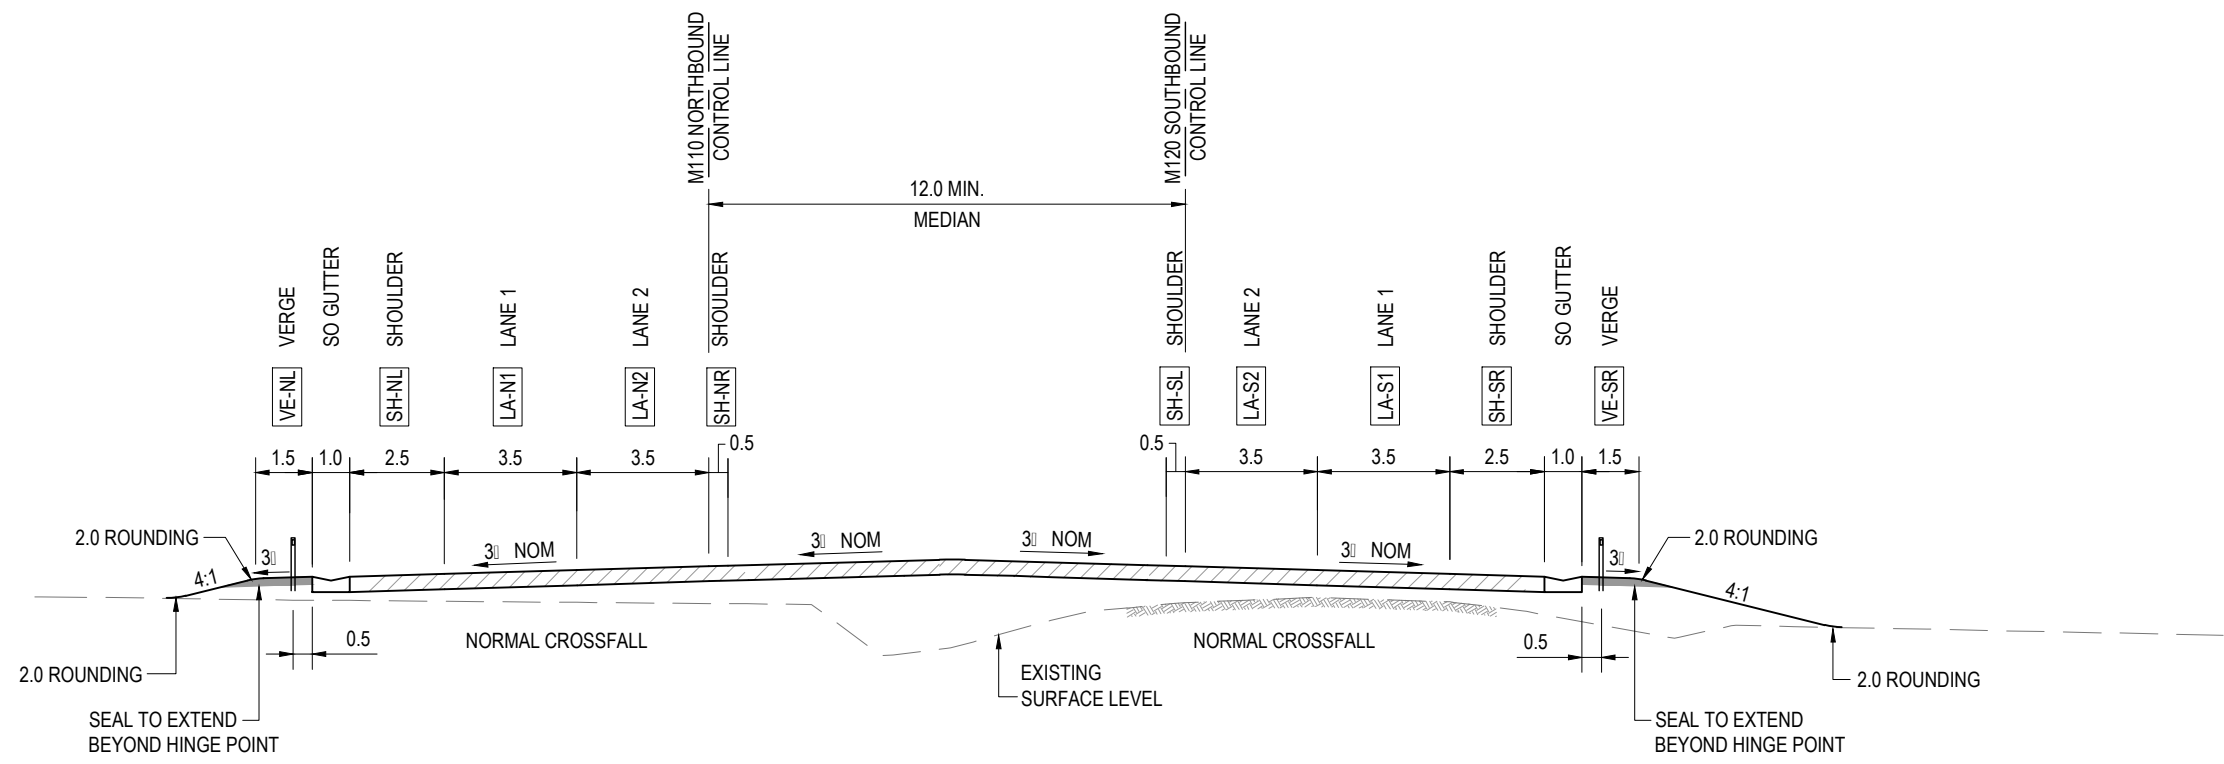 M110 NORTHBOUND
CONTROL LINE
M120 SOUTHBOUND
CONTROL LINE
12.0 MIN.
MEDIAN
VERGE
SO GUTTER
SHOULDER
LANE 1
LANE 2
SHOULDER
SHOULDER
LANE 2
LANE 1
SHOULDER
SO GUTTER
VERGE
VE-NL
SH-NL
LA-N1
LA-N2
SH-NR
SH-SL
LA-S2
LA-S1
SH-SR
VE-SR
0.5
0.5
1.5
1.0
2.5
3.5
3.5
3.5
3.5
2.5
1.0
1.5
2.0 ROUNDING
3▯
3▯ NOM
3▯ NOM
3▯ NOM
3▯ NOM
3▯
2.0 ROUNDING
4:1
4:1
0.5
NORMAL CROSSFALL
NORMAL CROSSFALL
0.5
2.0 ROUNDING
EXISTING
SURFACE LEVEL
2.0 ROUNDING
SEAL TO EXTEND
BEYOND HINGE POINT
SEAL TO EXTEND
BEYOND HINGE POINT